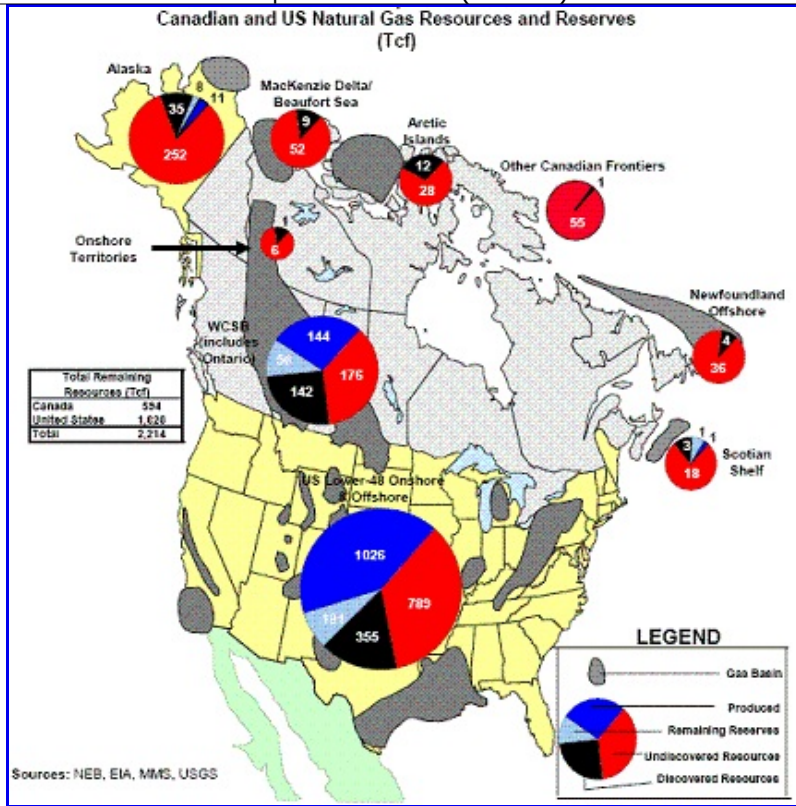 Canadian and US Natural Gas Resources and Reserves
(Tcf)
Alaska
8
11
35
252
MacKenzie Delta/
Beaufort Sea
9
52
Arctic
Islands
12
28
Other Canadian Frontiers
1
55
Onshore
Territories
1
6
Newfoundland
Offshore
4
36
WCSB
(includes
Ontario)
144
176
142
Total Remaining
Resources (Tcf)
Canada 594
United States 1,620
Total 2,214
3
1
1
18
Scotian
Shelf
US Lower-48 Onshore
& Offshore
1026
789
191
355
LEGEND
Gas Basin
Produced
Remaining Reserves
Undiscovered Resources
Discovered Resources
Sources: NEB, EIA, MMS, USGS